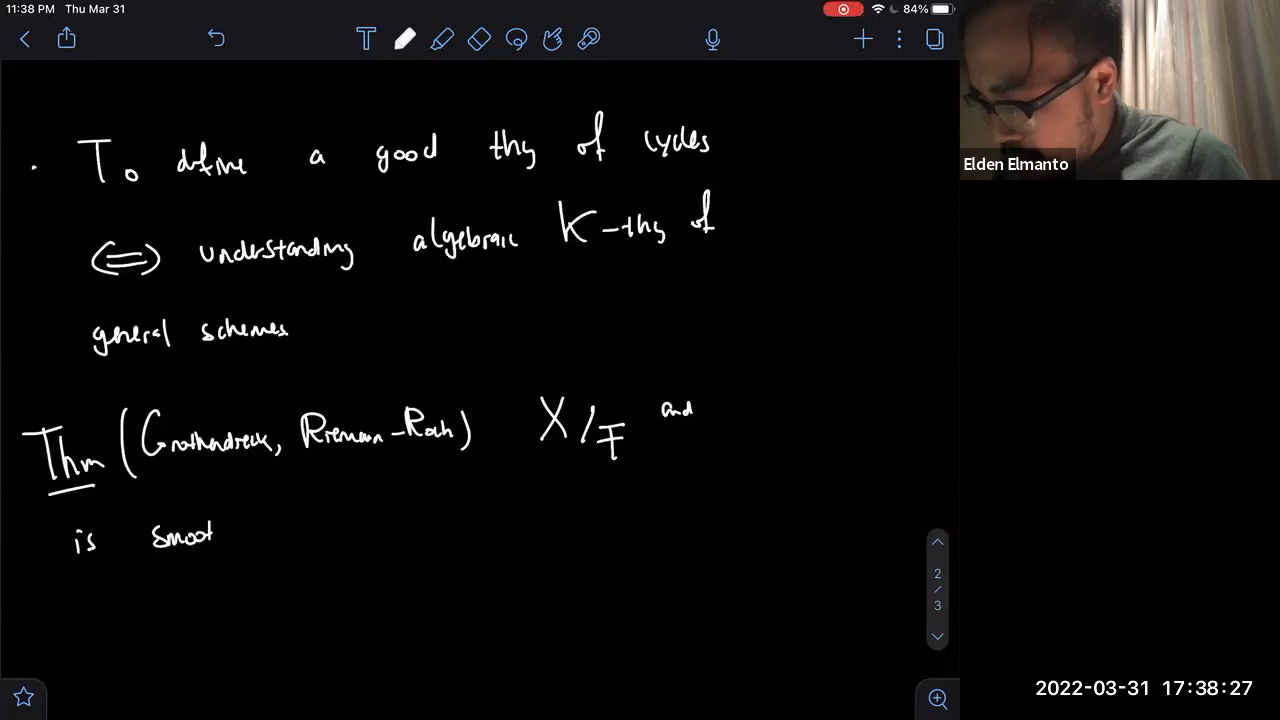 11:38 PM Thu Mar 31
84%
• To define a good thy of cycles
⟺ understanding algebraic K-thy of
general schemes
Thm (Grothendieck, Riemann-Roch) X/F and
is smoot
2
/
3
Elden Elmanto
2022-03-31 17:38:27